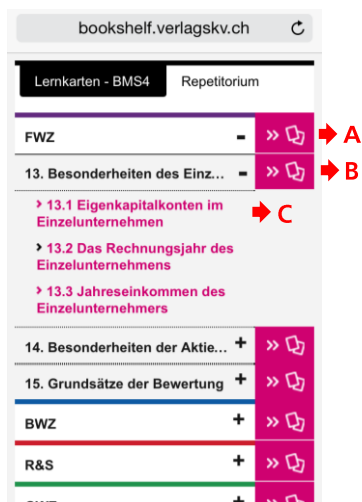 bookshelf.verlagskv.ch
Lernkarten - BMS4 Repetitorium
FWZ - » A
13. Besonderheiten des Einz... - » B
> 13.1 Eigenkapitalkonten im C
Einzelunternehmen
> 13.2 Das Rechnungsjahr des
Einzelunternehmens
> 13.3 Jahreseinkommen des
Einzelunternehmers
14. Besonderheiten der Aktie... + »
15. Grundsätze der Bewertung + »
BWZ + »
R&S + »